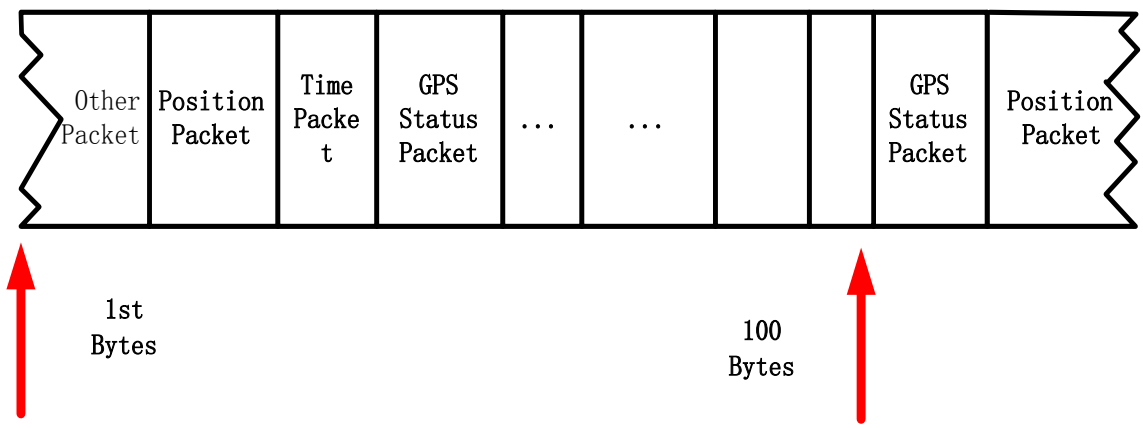 Other
Packet
Position
Packet
Time
Packe
t
GPS
Status
Packet
...
...
GPS
Status
Packet
Position
Packet
1st
Bytes
100
Bytes